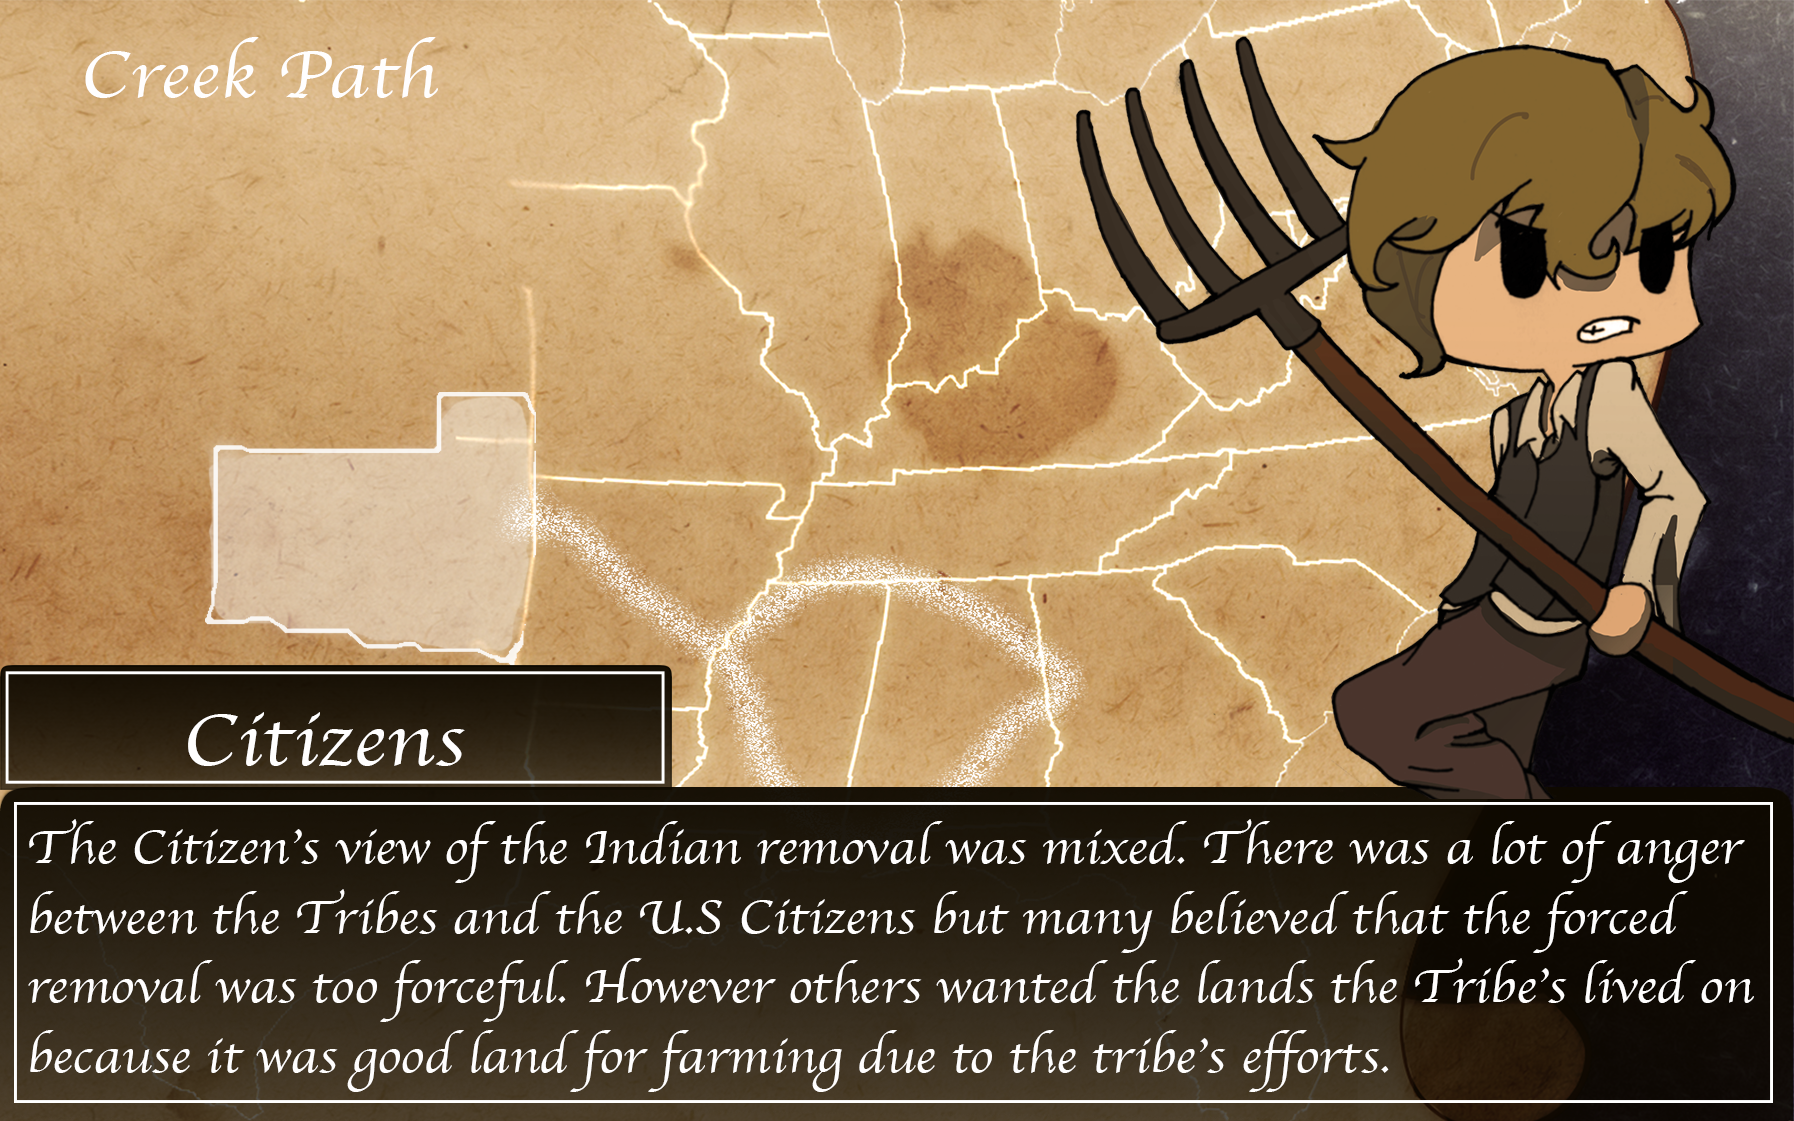 Creek Path
Citizens
The Citizen's view of the Indian removal was mixed. There was a lot of anger
between the Tribes and the U.S Citizens but many believed that the forced
removal was too forceful. However others wanted the lands the Tribe's lived on
because it was good land for farming due to the tribe's efforts.